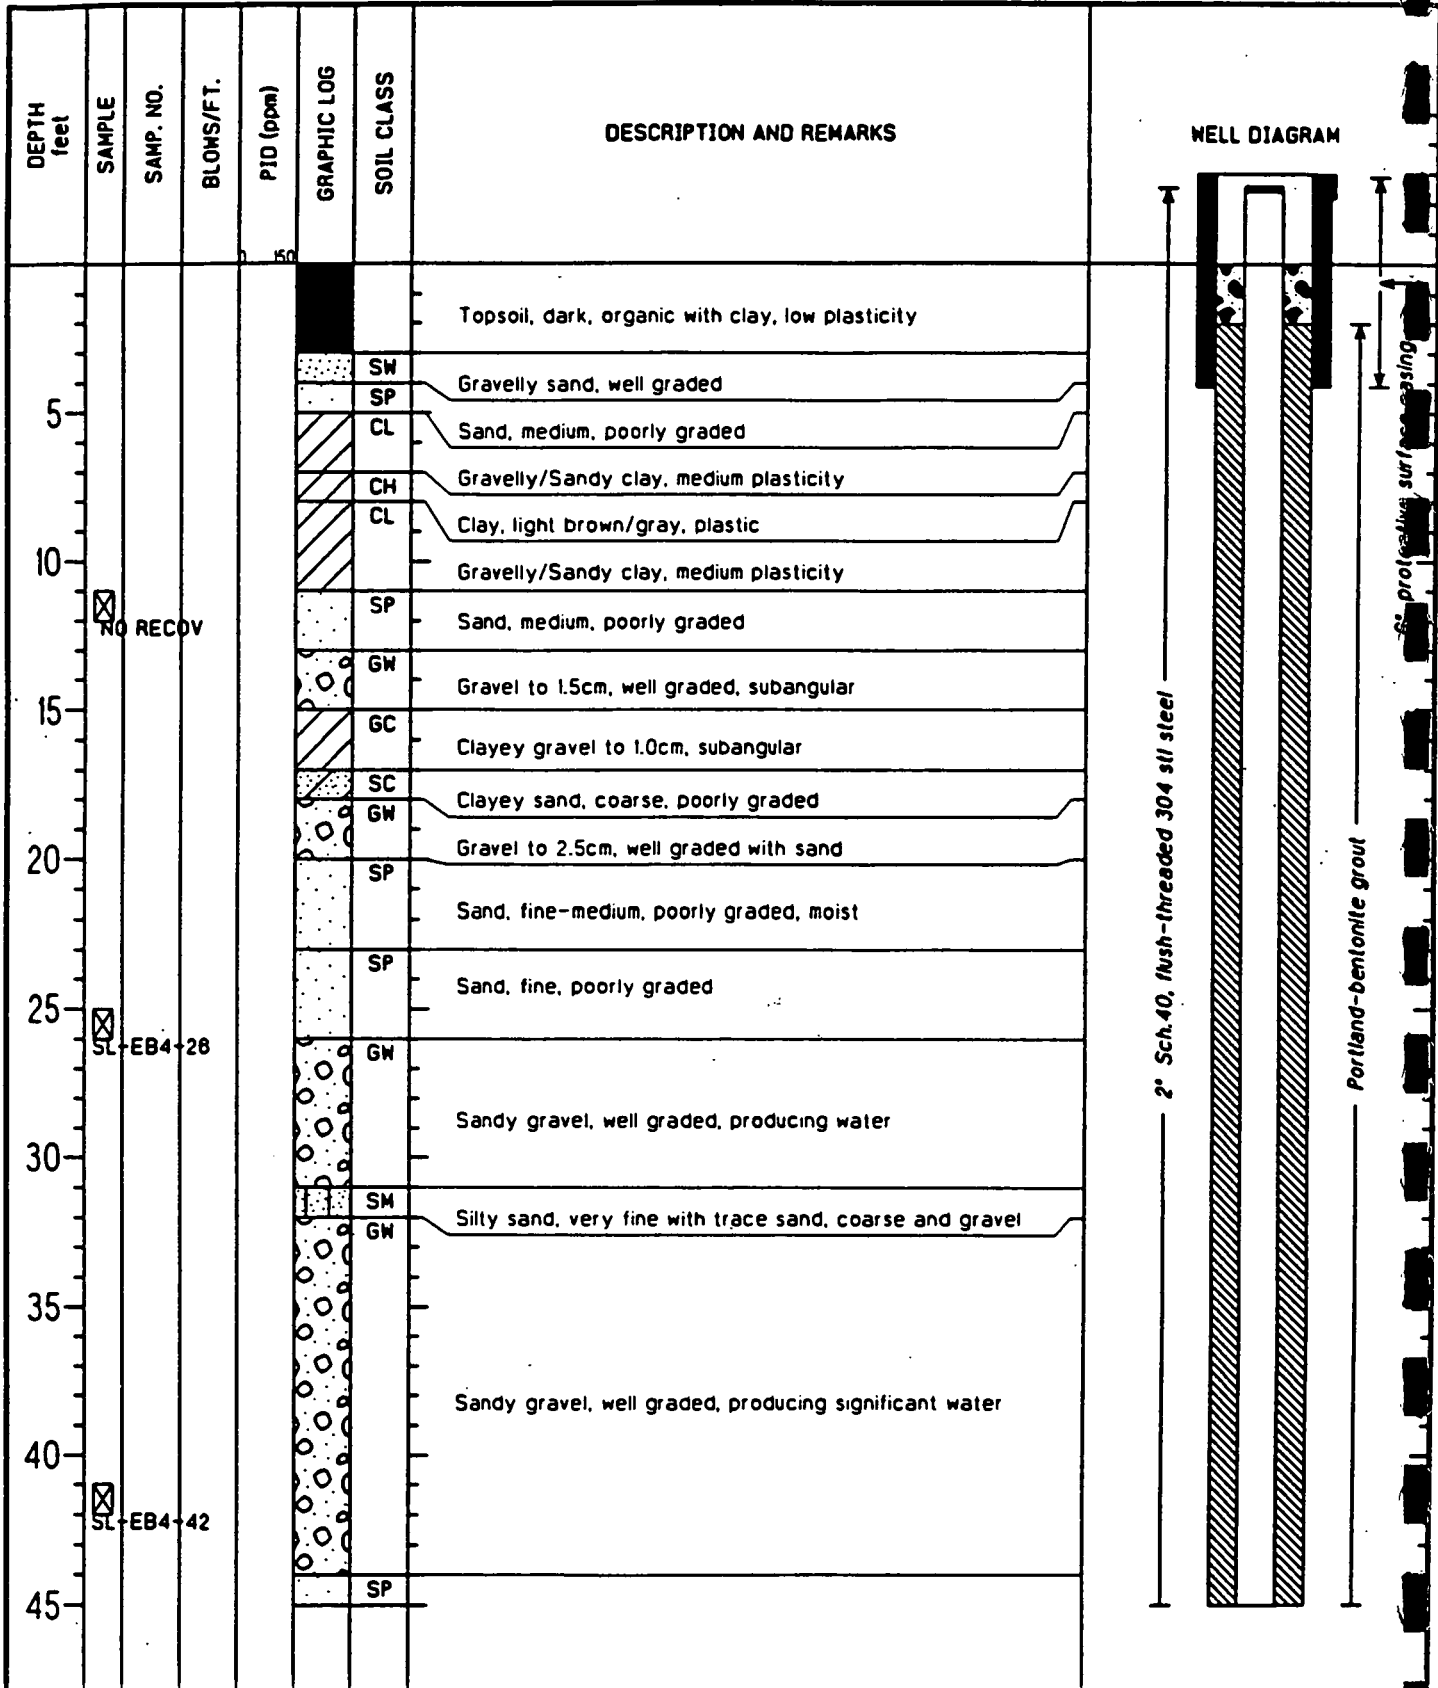 DEPTH feet
SAMPLE
SAMP. NO.
BLOWS/FT.
PID (ppm)
GRAPHIC LOG
SOIL CLASS
DESCRIPTION AND REMARKS
WELL DIAGRAM
0 150
Topsoil, dark, organic with clay, low plasticity
SW
Gravelly sand, well graded
SP
5
CL
Sand, medium, poorly graded
Gravelly/Sandy clay, medium plasticity
CH
CL
Clay, light brown/gray, plastic
10
Gravelly/Sandy clay, medium plasticity
SP
NO RECOV
Sand, medium, poorly graded
GW
Gravel to 1.5cm, well graded, subangular
15
GC
Clayey gravel to 1.0cm, subangular
SC
Clayey sand, coarse, poorly graded
GW
Gravel to 2.5cm, well graded with sand
20
SP
Sand, fine-medium, poorly graded, moist
SP
Sand, fine, poorly graded
25
SL-EB4-26
GW
Sandy gravel, well graded, producing water
30
SM
Silty sand, very fine with trace sand, coarse and gravel
GW
35
Sandy gravel, well graded, producing significant water
40
SL-EB4-42
SP
45
2" Sch.40, flush-threaded 304 stl steel
Portland-bentonite grout
6" protective surface casing